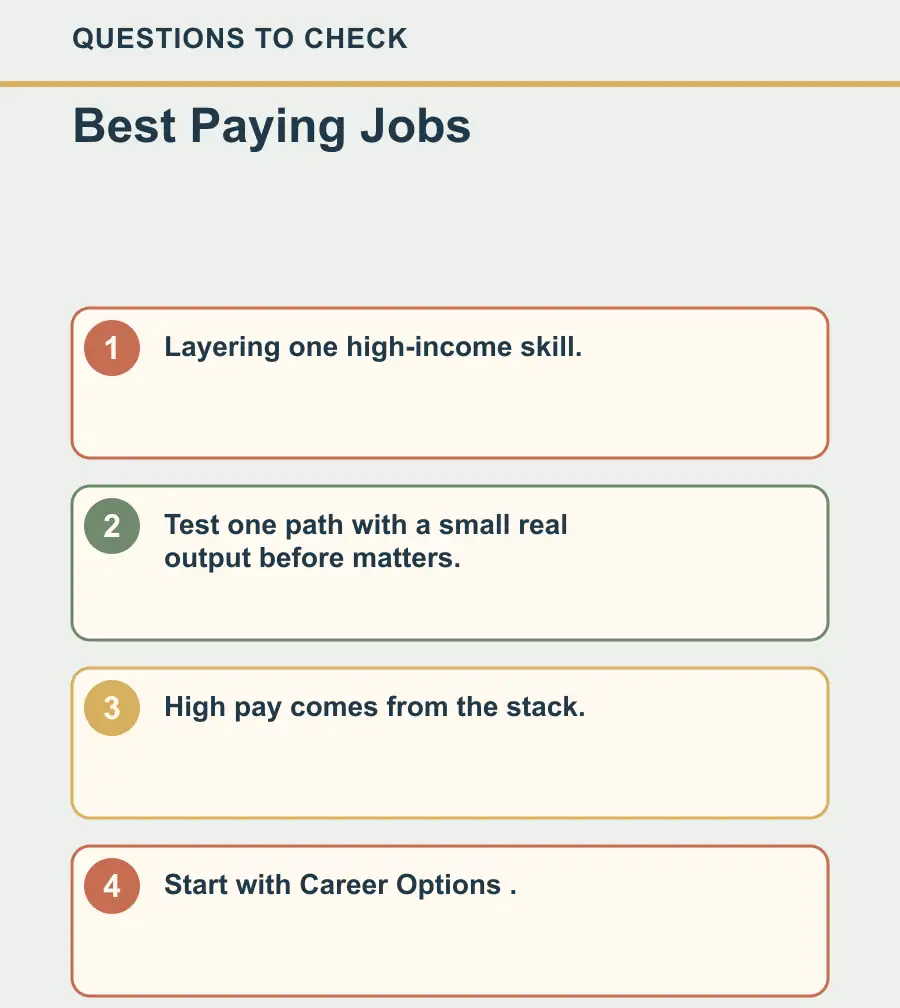 QUESTIONS TO CHECK
Best Paying Jobs
1
Layering one high-income skill.
2
Test one path with a small real
output before matters.
3
High pay comes from the stack.
4
Start with Career Options .